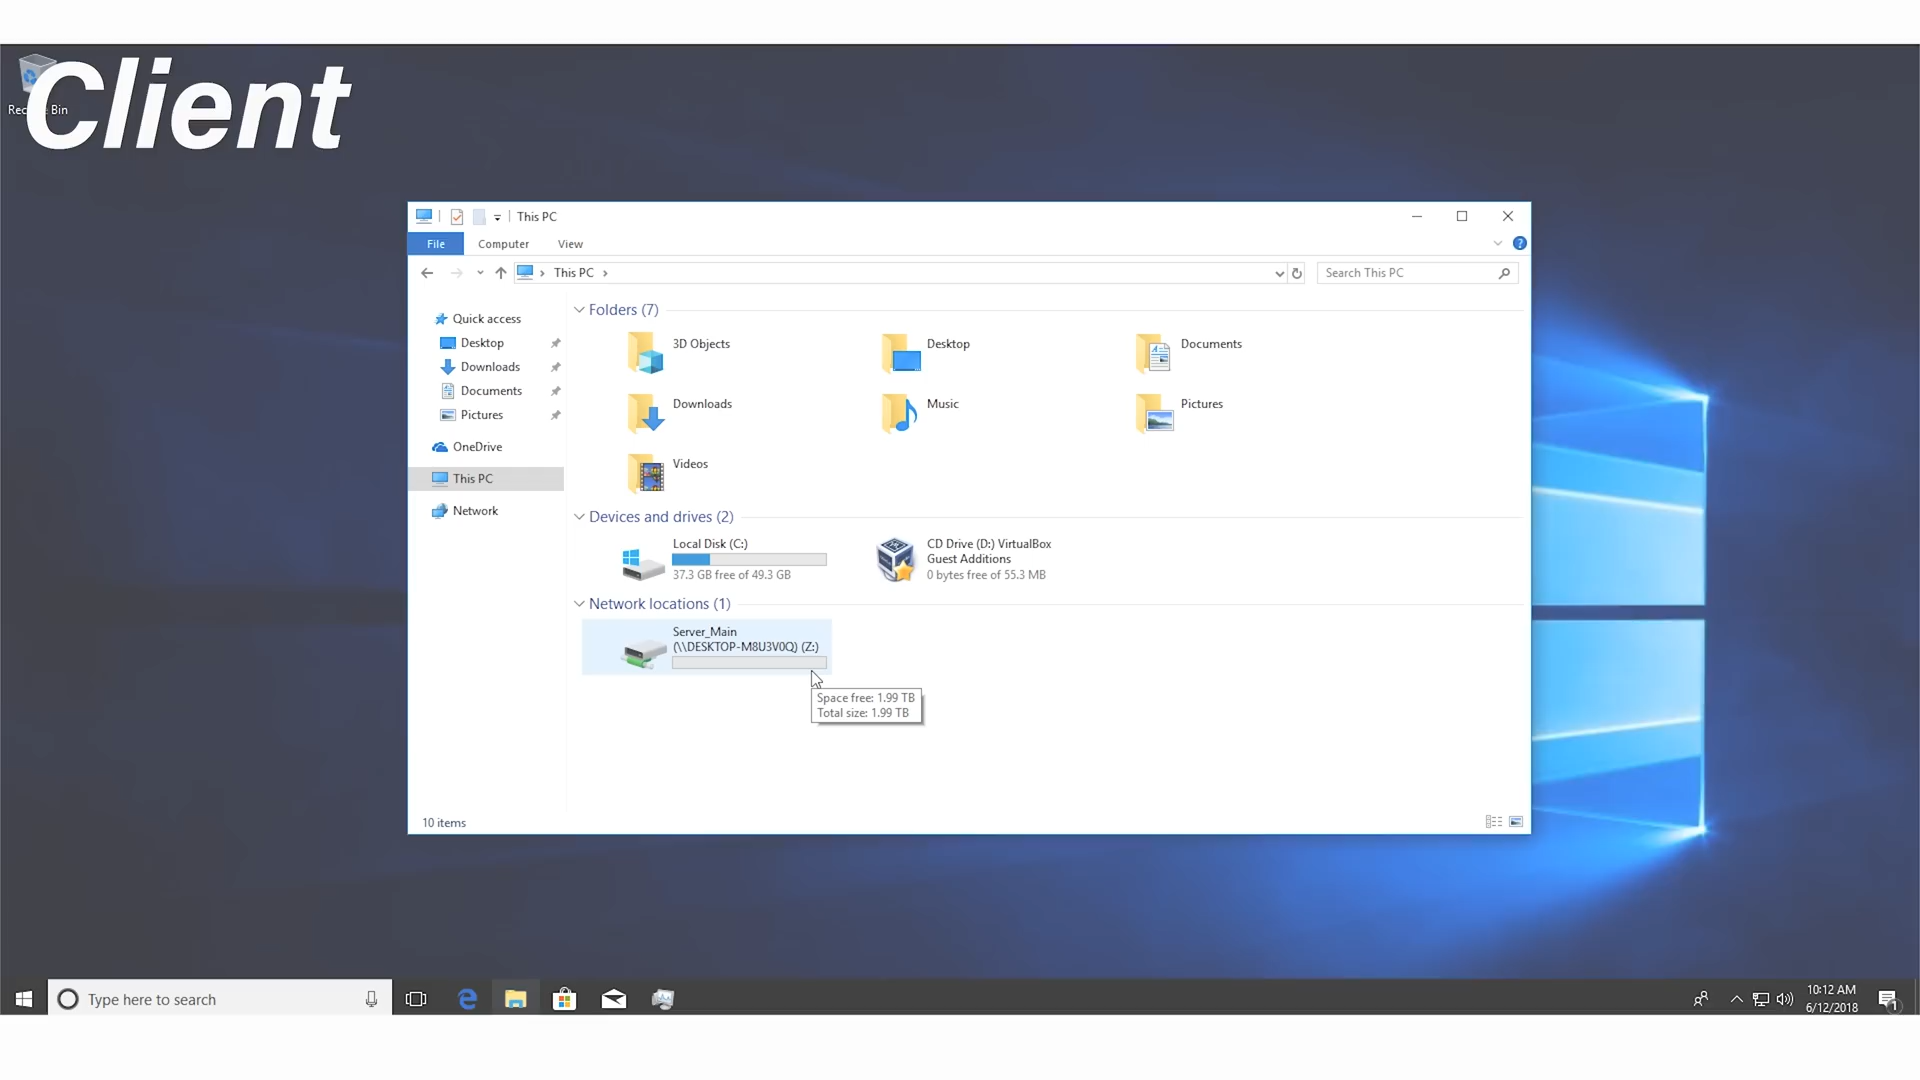 Client
Recycle Bin
This PC
File
Computer
View
This PC
Search This PC
Quick access
Desktop
Downloads
Documents
Pictures
OneDrive
This PC
Network
Folders (7)
3D Objects
Desktop
Documents
Downloads
Music
Pictures
Videos
Devices and drives (2)
Local Disk (C:)
37.3 GB free of 49.3 GB
CD Drive (D:) VirtualBox
Guest Additions
0 bytes free of 55.3 MB
Network locations (1)
Server_Main
(\\DESKTOP-M8U3V0Q) (Z:)
Space free: 1.99 TB
Total size: 1.99 TB
10 items
Type here to search
10:12 AM
6/12/2018
1